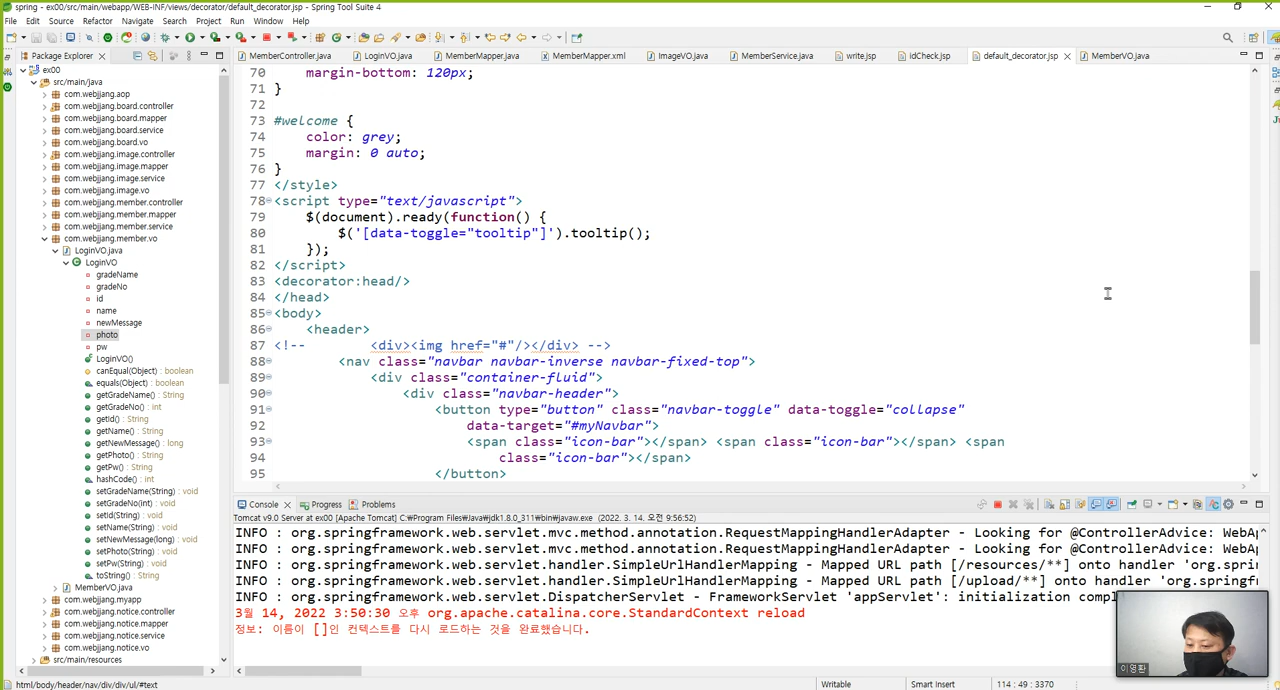 spring - ex00/src/main/webapp/WEB-INF/views/decorator/default_decorator.jsp - Spring Tool Suite 4
File Edit Source Refactor Navigate Search Project Run Window Help
Package Explorer
MemberController.java LoginVO.java MemberMapper.java MemberMapper.xml ImageVO.java MemberService.java write.jsp idCheck.jsp default_decorator.jsp MemberVO.java
ex00
src/main/java
com.webjjang.aop
com.webjjang.board.controller
com.webjjang.board.mapper
com.webjjang.board.service
com.webjjang.board.vo
com.webjjang.image.controller
com.webjjang.image.mapper
com.webjjang.image.service
com.webjjang.image.vo
com.webjjang.member.controller
com.webjjang.member.mapper
com.webjjang.member.service
com.webjjang.member.vo
LoginVO.java
LoginVO
gradeName
gradeNo
id
name
newMessage
photo
pw
LoginVO()
canEqual(Object) : boolean
equals(Object) : boolean
getGradeName() : String
getGradeNo() : int
getId() : String
getName() : String
getNewMessage() : long
getPhoto() : String
getPw() : String
hashCode() : int
setGradeName(String) : void
setGradeNo(int) : void
setId(String) : void
setName(String) : void
setNewMessage(long) : void
setPhoto(String) : void
setPw(String) : void
toString() : String
MemberVO.java
com.webjjang.myapp
com.webjjang.notice.controller
com.webjjang.notice.mapper
com.webjjang.notice.service
com.webjjang.notice.vo
src/main/resources
70 margin-bottom: 120px;
71 }
72
73 #welcome {
74 color: grey;
75 margin: 0 auto;
76 }
77 </style>
78 <script type="text/javascript">
79 $(document).ready(function() {
80 $('[data-toggle="tooltip"]').tooltip();
81 });
82 </script>
83 <decorator:head/>
84 </head>
85 <body>
86 <header>
87 <!-- <div><img href="#"/></div> -->
88 <nav class="navbar navbar-inverse navbar-fixed-top">
89 <div class="container-fluid">
90 <div class="navbar-header">
91 <button type="button" class="navbar-toggle" data-toggle="collapse"
92 data-target="#myNavbar">
93 <span class="icon-bar"></span> <span class="icon-bar"></span> <span
94 class="icon-bar"></span>
95 </button>
Console Progress Problems
Tomcat v9.0 Server at ex00 [Apache Tomcat] C:\Program Files\Java\jdk1.8.0_311\bin\javaw.exe (2022. 3. 14. 오전 9:56:52)
INFO : org.springframework.web.servlet.mvc.method.annotation.RequestMappingHandlerAdapter - Looking for @ControllerAdvice: WebAp
INFO : org.springframework.web.servlet.mvc.method.annotation.RequestMappingHandlerAdapter - Looking for @ControllerAdvice: WebAp
INFO : org.springframework.web.servlet.handler.SimpleUrlHandlerMapping - Mapped URL path [/resources/**] onto handler 'org.sprin
INFO : org.springframework.web.servlet.handler.SimpleUrlHandlerMapping - Mapped URL path [/upload/**] onto handler 'org.springf
INFO : org.springframework.web.servlet.DispatcherServlet - FrameworkServlet 'appServlet': initialization comp
3월 14, 2022 3:50:30 오후 org.apache.catalina.core.StandardContext reload
정보: 이름이 []인 컨텍스트를 다시 로드하는 것을 완료했습니다.
이영환
html/body/header/nav/div/div/ul/#text Writable Smart Insert 114 : 49 : 3370